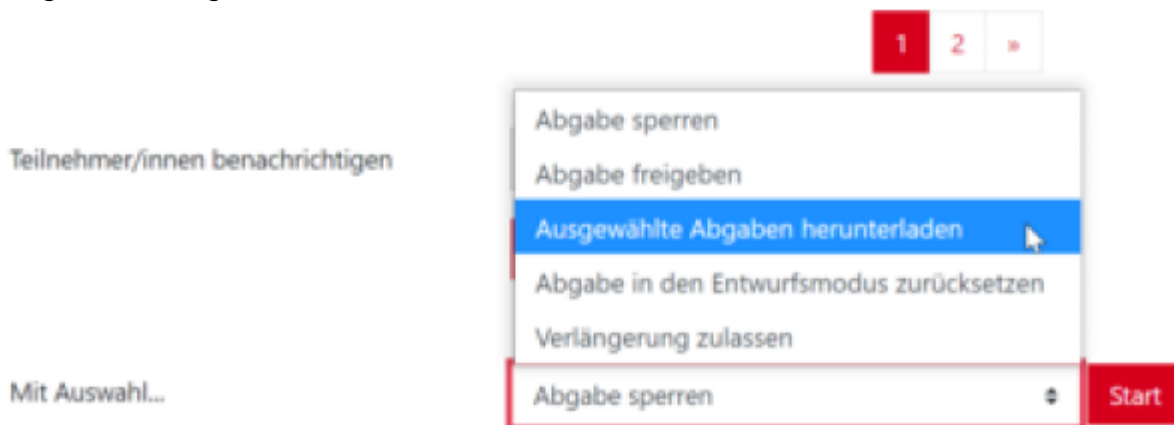 1 2 »
Abgabe sperren
Teilnehmer/innen benachrichtigen
Abgabe freigeben
Ausgewählte Abgaben herunterladen
Abgabe in den Entwurfsmodus zurücksetzen
Verlängerung zulassen
Mit Auswahl... Abgabe sperren Start